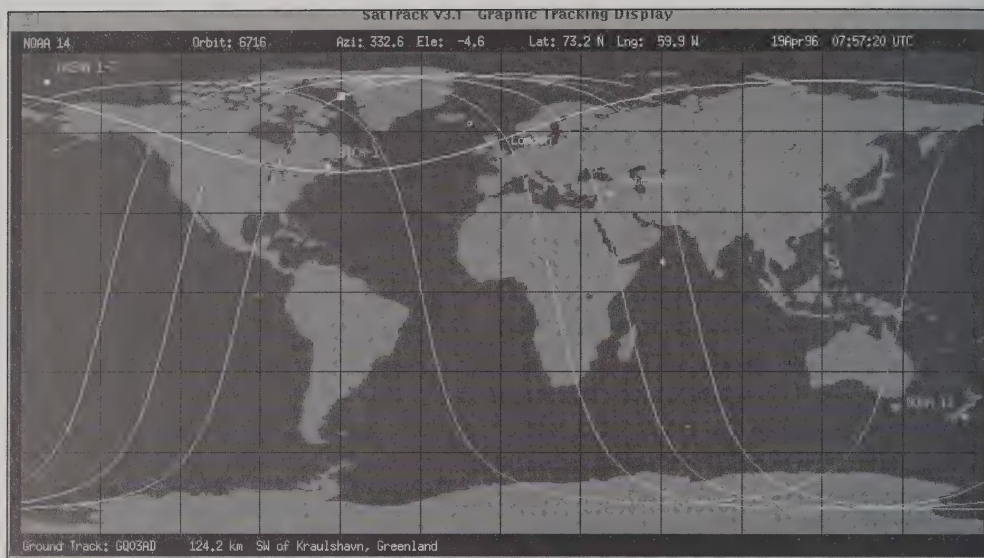 SatTrack V3.1 Graphic Tracking Display
NOAA 14 Orbit: 6716 Azi: 332.6 Ele: -4.6 Lat: 73.2 N Lng: 59.9 W 19Apr96 07:57:20 UTC
London
NOAA 12
Ground Track: GQ03AD 124.2 km SW of Kraulshavn, Greenland